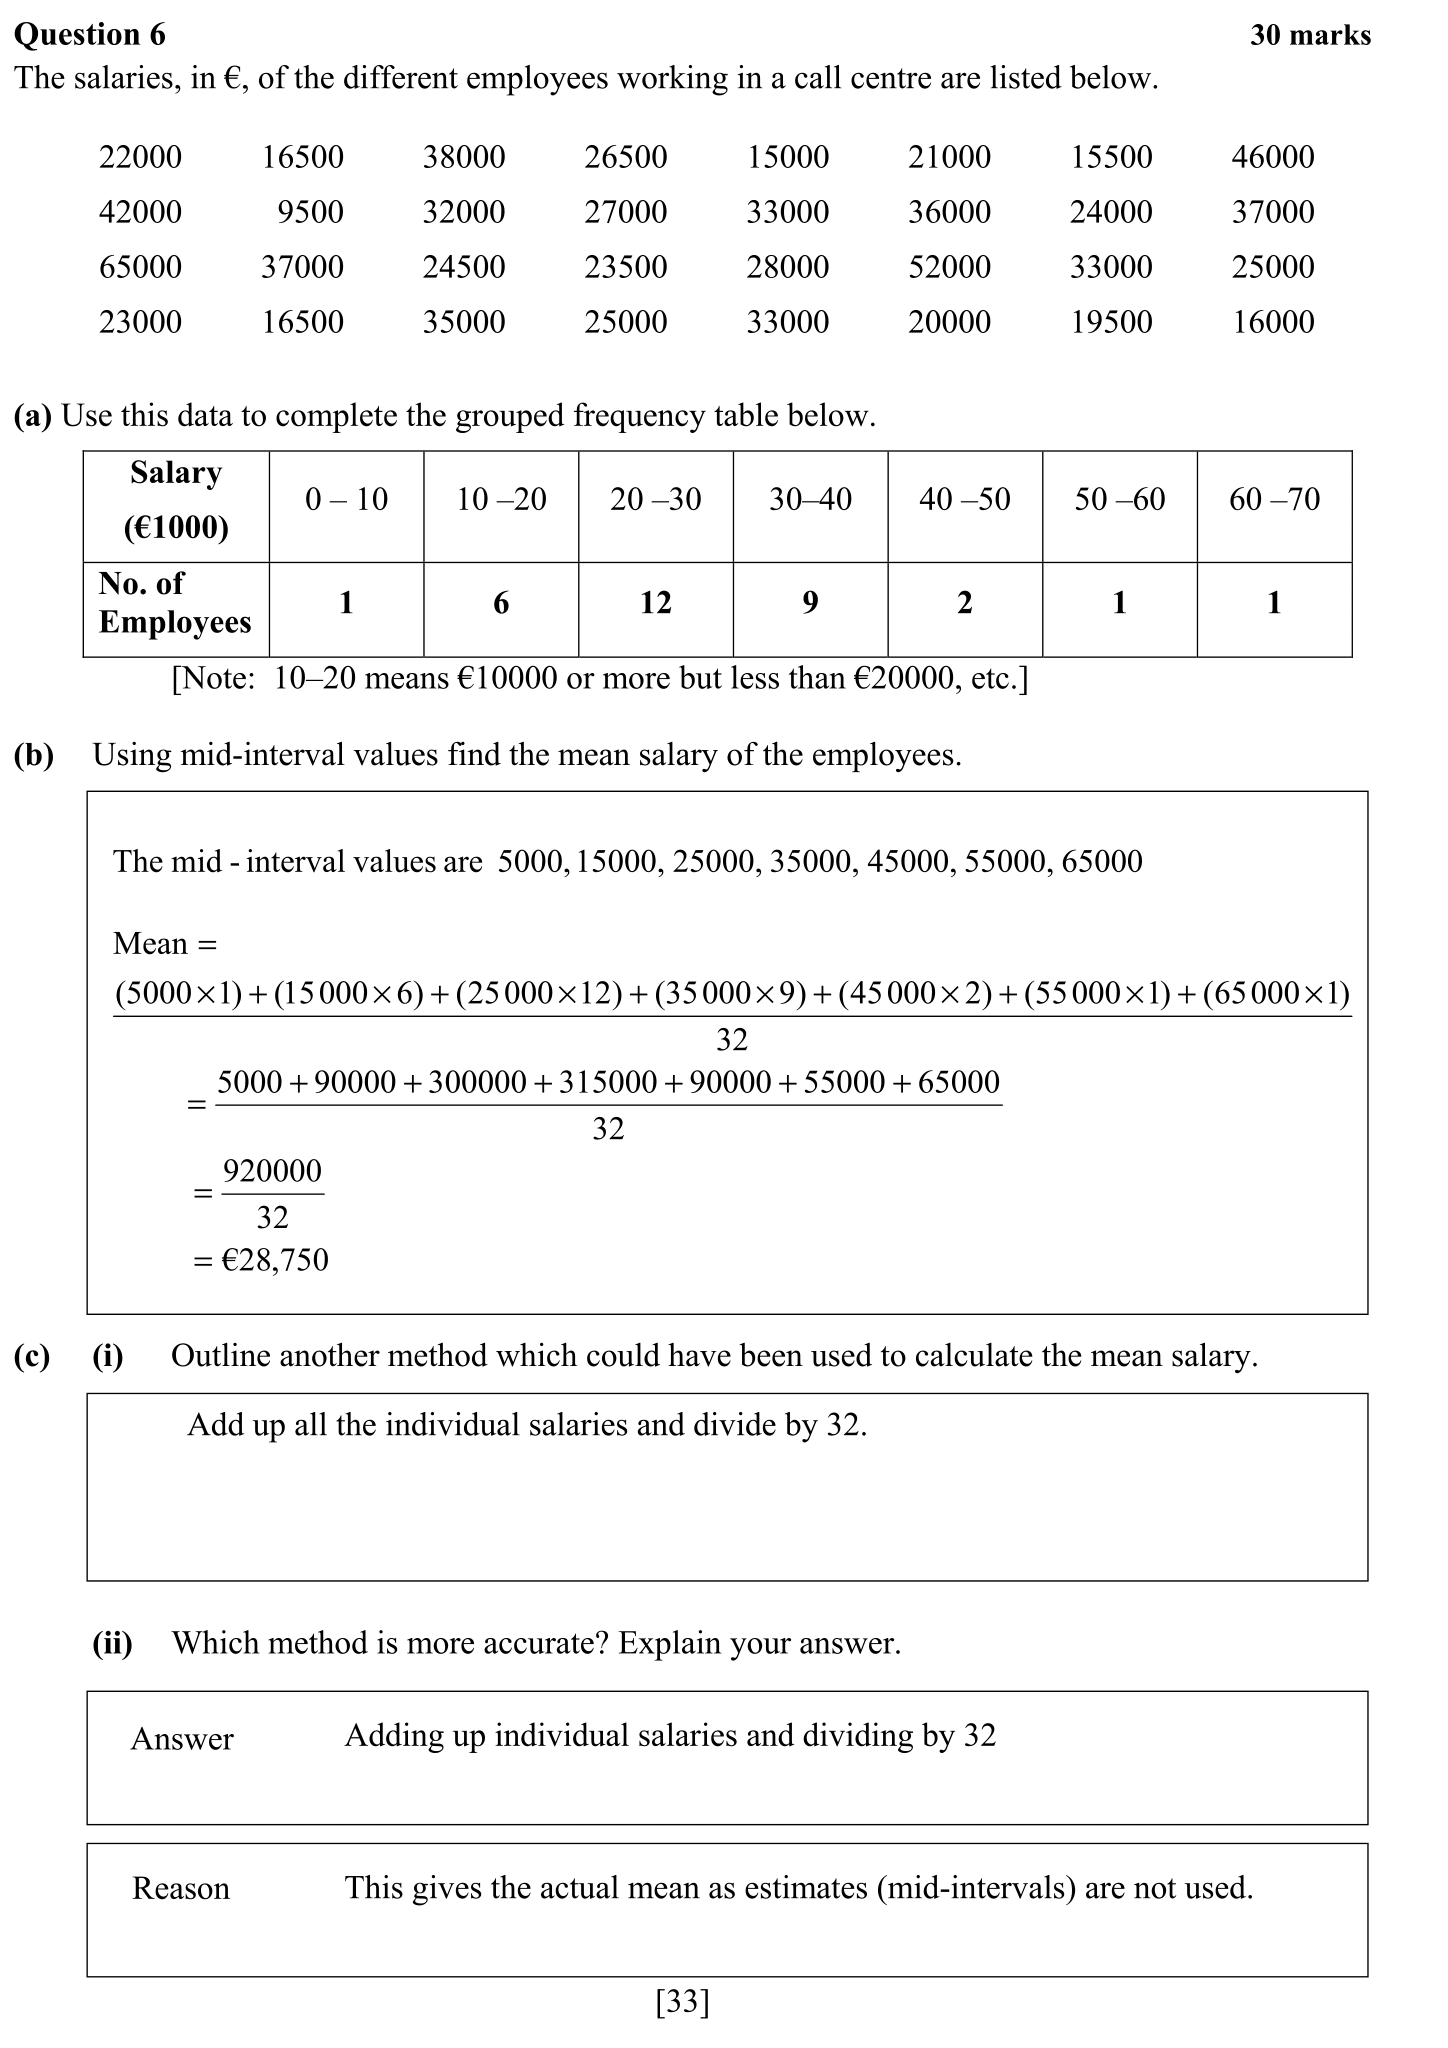 Question 6 30 marks
The salaries, in €, of the different employees working in a call centre are listed below.
22000 16500 38000 26500 15000 21000 15500 46000
42000 9500 32000 27000 33000 36000 24000 37000
65000 37000 24500 23500 28000 52000 33000 25000
23000 16500 35000 25000 33000 20000 19500 16000
(a) Use this data to complete the grouped frequency table below.
Salary (€1000) 0 – 10 10 –20 20 –30 30–40 40 –50 50 –60 60 –70
No. of Employees 1 6 12 9 2 1 1
[Note: 10–20 means €10000 or more but less than €20000, etc.]
(b) Using mid-interval values find the mean salary of the employees.
The mid - interval values are 5000, 15000, 25000, 35000, 45000, 55000, 65000
Mean =
(5000×1) + (15000×6) + (25000×12) + (35000×9) + (45000×2) + (55000×1) + (65000×1)
32
= 5000 + 90000 + 300000 + 315000 + 90000 + 55000 + 65000
32
= 920000
32
= €28,750
(c) (i) Outline another method which could have been used to calculate the mean salary.
Add up all the individual salaries and divide by 32.
(ii) Which method is more accurate? Explain your answer.
Answer Adding up individual salaries and dividing by 32
Reason This gives the actual mean as estimates (mid-intervals) are not used.
[33]